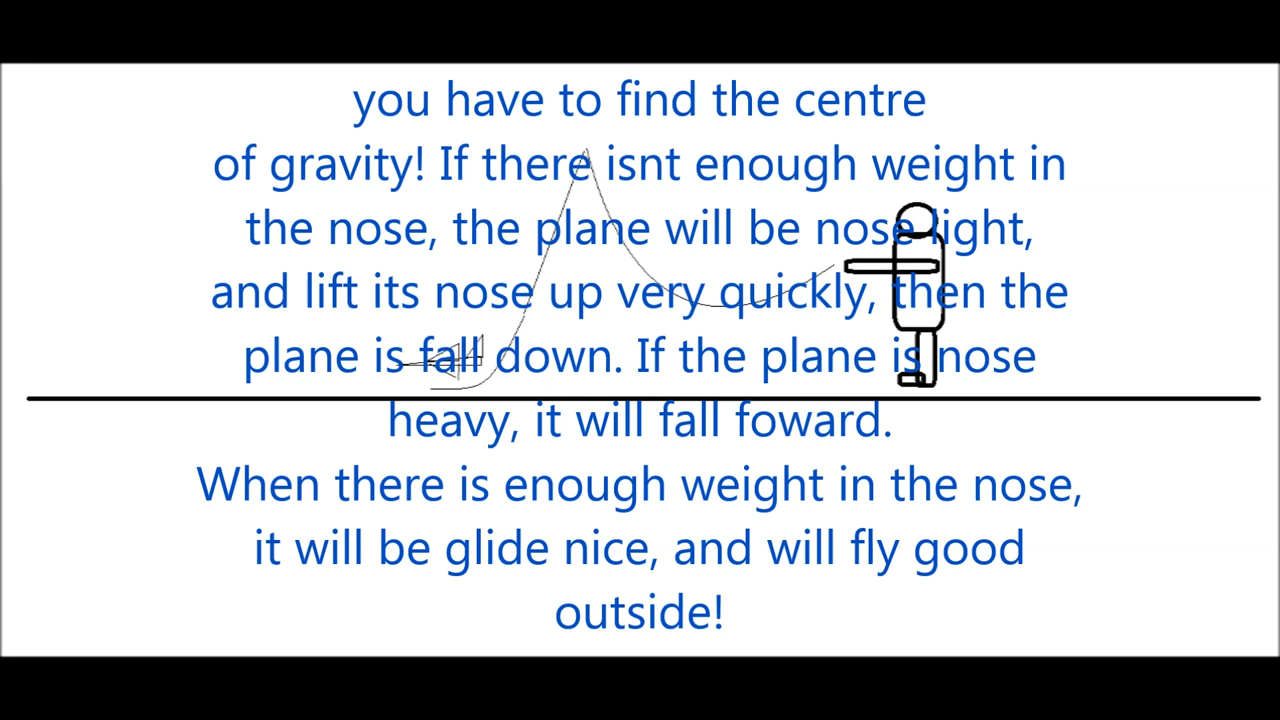 you have to find the centre
of gravity! If there isnt enough weight in
the nose, the plane will be nose light,
and lift its nose up very quickly, then the
plane is fall down. If the plane is nose
heavy, it will fall foward.
When there is enough weight in the nose,
it will be glide nice, and will fly good
outside!